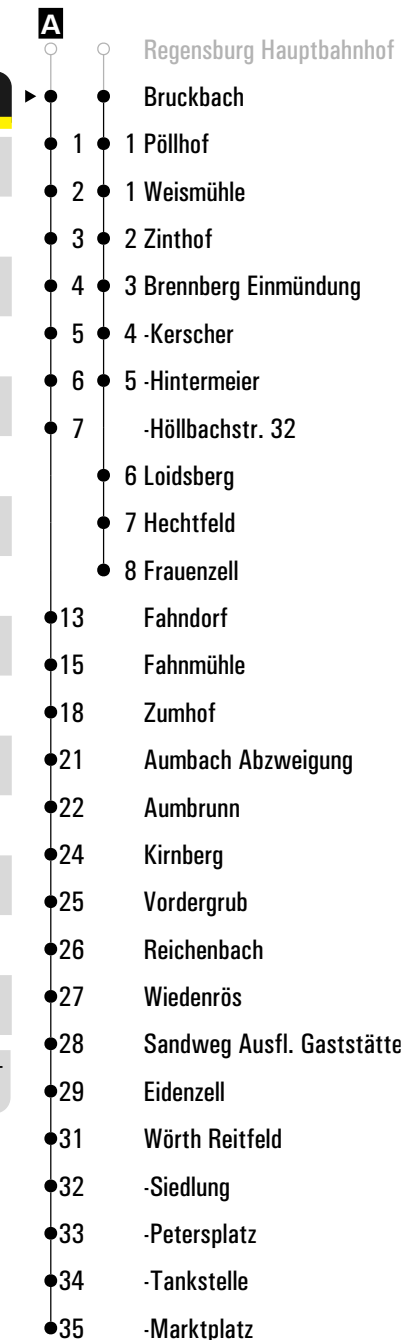 A
Regensburg Hauptbahnhof
Bruckbach
1 1 Pöllhof
2 1 Weismühle
3 2 Zinthof
4 3 Brennberg Einmündung
5 4 -Kerscher
6 5 -Hintermeier
7 -Höllbachstr. 32
6 Loidsberg
7 Hechtfeld
8 Frauenzell
13 Fahndorf
15 Fahnmühle
18 Zumhof
21 Aumbach Abzweigung
22 Aumbrunn
24 Kirnberg
25 Vordergrub
26 Reichenbach
27 Wiedenrös
28 Sandweg Ausfl. Gaststätte
29 Eidenzell
31 Wörth Reitfeld
32 -Siedlung
33 -Petersplatz
34 -Tankstelle
35 -Marktplatz